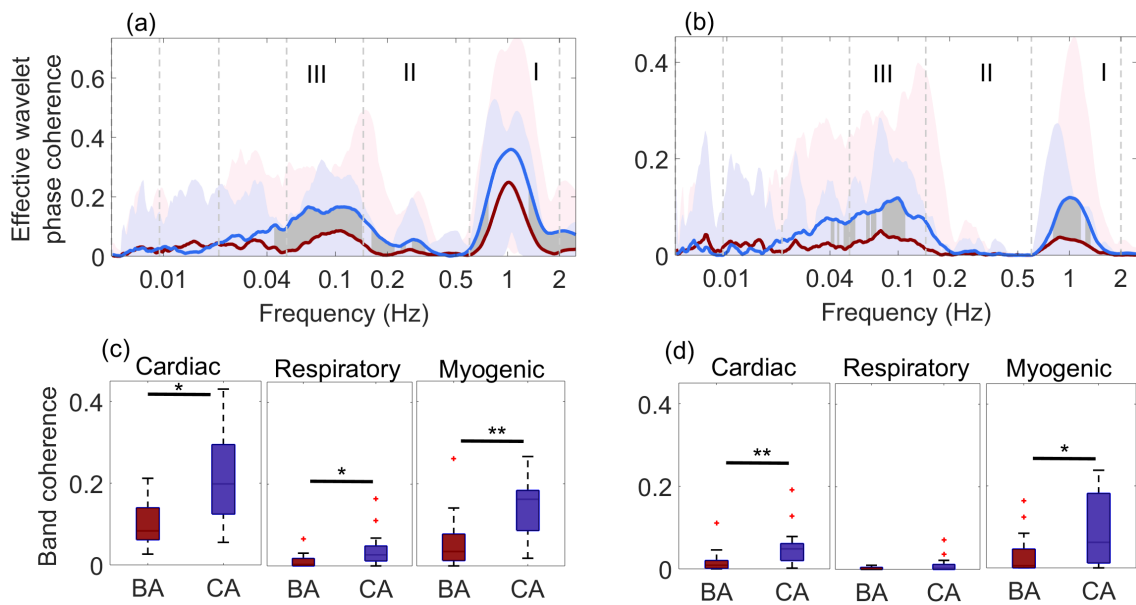 (a)
(b)
Effective wavelet
phase coherence
0.6
0.4
0.2
0
III II I
0.01 0.04 0.1 0.2 0.5 1 2
Frequency (Hz)
0.4
0.2
0
III II I
0.01 0.04 0.1 0.2 0.5 1 2
Frequency (Hz)
(c)
Cardiac Respiratory Myogenic
Band coherence
0.4
0.2
0
* * **
BA CA BA CA BA CA
(d)
Cardiac Respiratory Myogenic
0.4
0.2
0
** *
BA CA BA CA BA CA